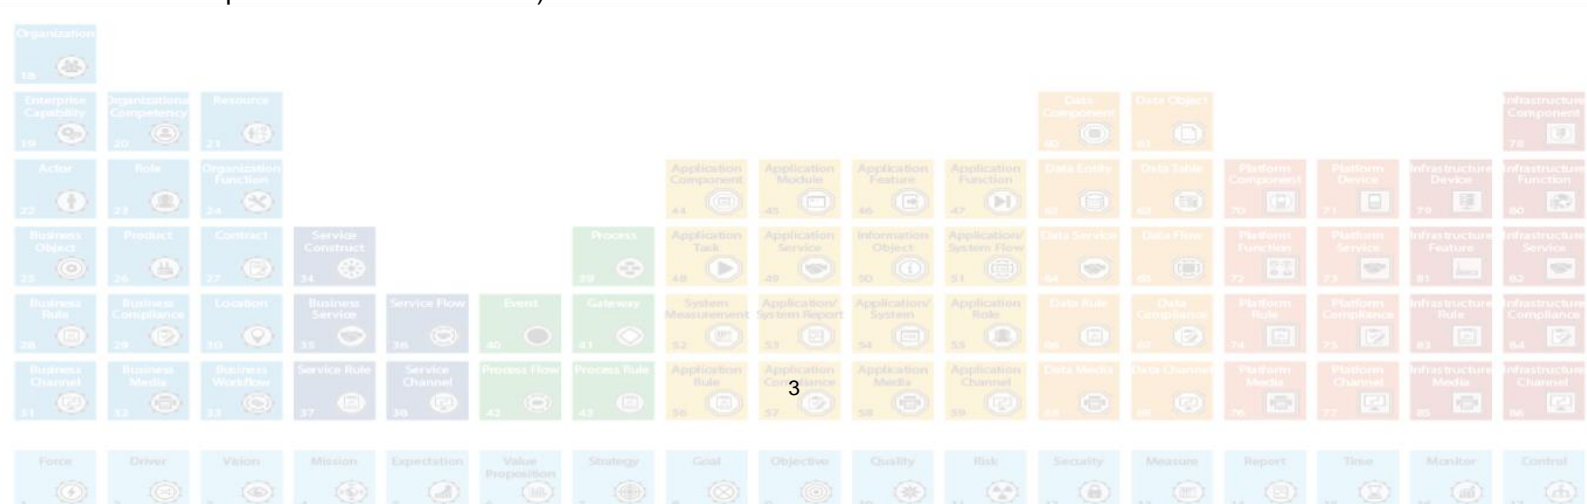 Organization
18
Enterprise Capability
19
Organizational Competency
20
Resource
21
Data Component
60
Data Object
61
Infrastructure Component
78
Actor
22
Role
23
Organization Function
24
Application Component
44
Application Module
45
Application Feature
46
Application Function
47
Data Entity
62
Data Table
63
Platform Component
70
Platform Device
71
Infrastructure Device
79
Infrastructure Function
80
Business Object
25
Product
26
Contract
27
Service Construct
34
Process
39
Application Task
48
Application Service
49
Information Object
50
Application/ System Flow
51
Data Service
64
Data Flow
65
Platform Function
72
Platform Service
73
Infrastructure Feature
81
Infrastructure Service
82
Business Rule
28
Business Compliance
29
Location
30
Business Service
35
Service Flow
36
Event
40
Gateway
41
System Measurement
52
Application/ System Report
53
Application/ System
54
Application Role
55
Data Rule
66
Data Compliance
67
Platform Rule
74
Platform Compliance
75
Infrastructure Rule
83
Infrastructure Compliance
84
Business Channel
31
Business Media
32
Business Workflow
33
Service Rule
37
Service Channel
38
Process Flow
42
Process Rule
43
Application Rule
56
Application Compliance
57
3
Application Media
58
Application Channel
59
Data Media
68
Data Channel
69
Platform Media
76
Platform Channel
77
Infrastructure Media
85
Infrastructure Channel
86
Force
Driver
Vision
Mission
Expectation
Value Proposition
Strategy
Goal
Objective
Quality
Risk
Security
Measure
Report
Time
Monitor
Control